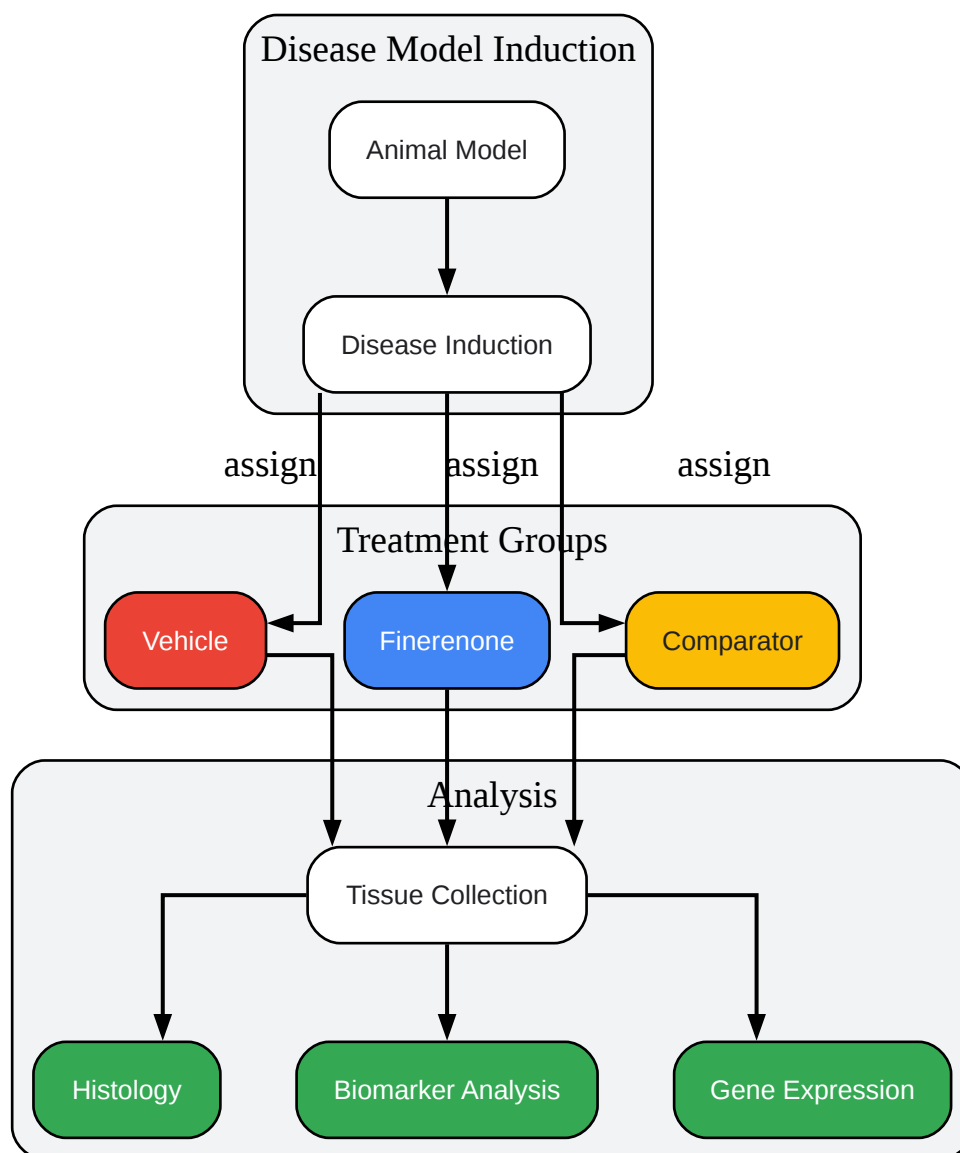 Disease Model Induction
Animal Model
Disease Induction
assign assign assign
Treatment Groups
Vehicle Finerenone Comparator
Analysis
Tissue Collection
Histology Biomarker Analysis Gene Expression